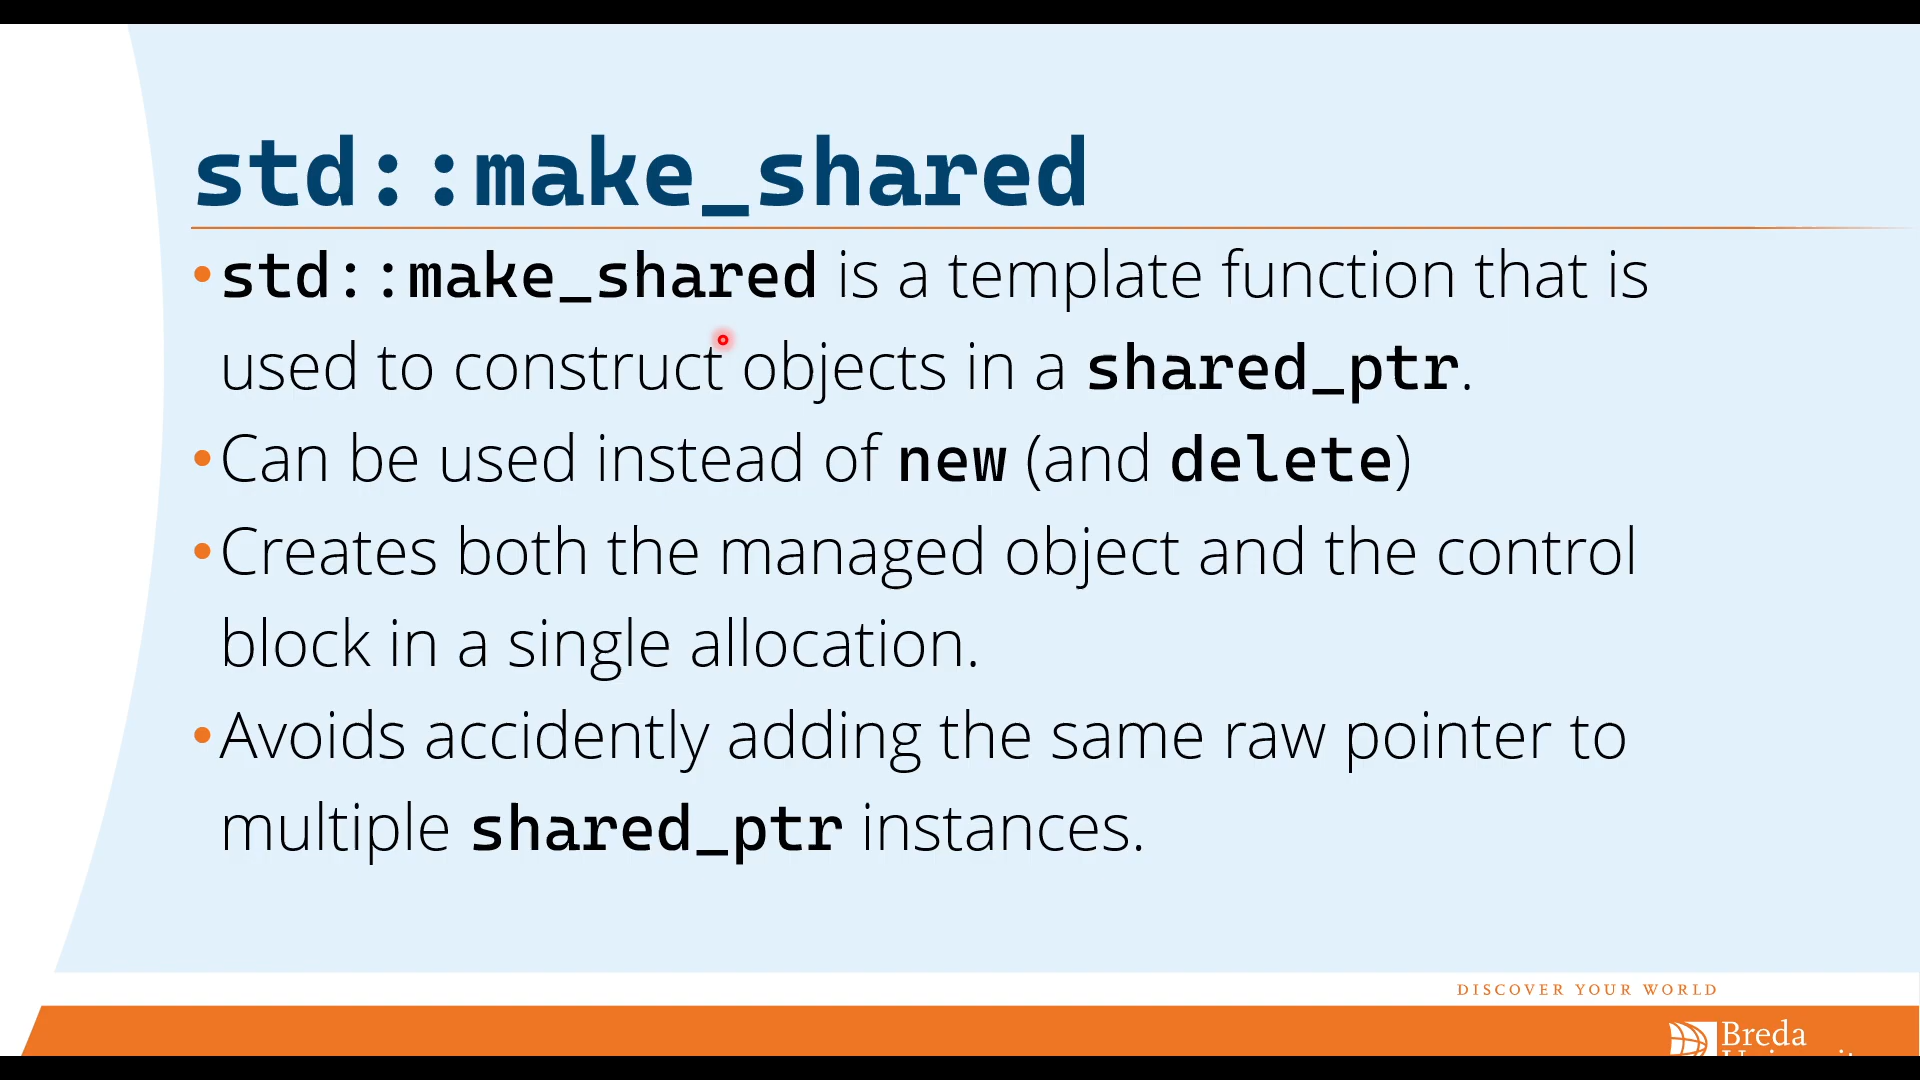 std::make_shared
•std::make_shared is a template function that is
used to construct objects in a shared_ptr.
•Can be used instead of new (and delete)
•Creates both the managed object and the control
block in a single allocation.
•Avoids accidently adding the same raw pointer to
multiple shared_ptr instances.
DISCOVER YOUR WORLD
Breda